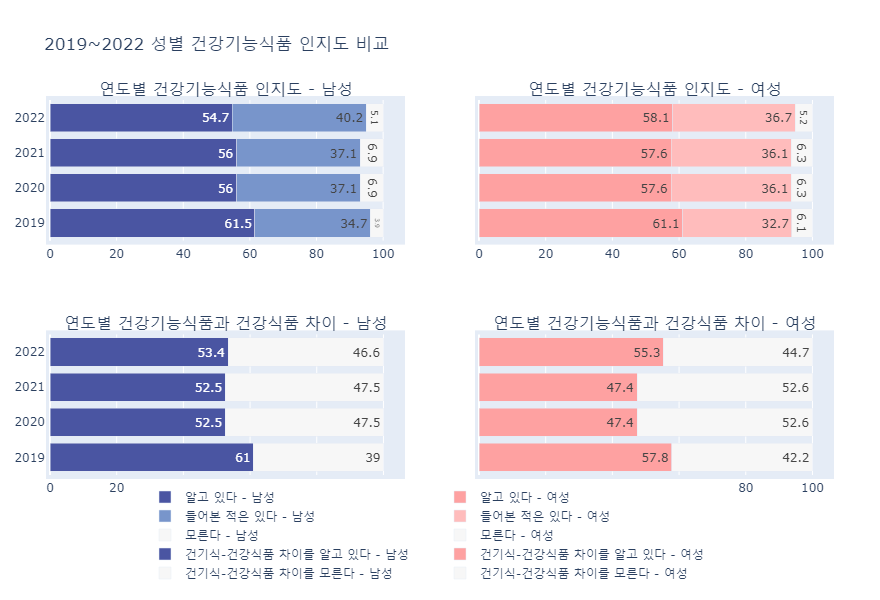 2019~2022 성별 건강기능식품 인지도 비교
연도별 건강기능식품 인지도 - 남성
2022 54.7 40.2 5.1
2021 56 37.1 6.9
2020 56 37.1 6.9
2019 61.5 34.7 3.9
0 20 40 60 80 100
연도별 건강기능식품 인지도 - 여성
58.1 36.7 5.2
57.6 36.1 6.3
57.6 36.1 6.3
61.1 32.7 6.1
0 20 40 60 80 100
연도별 건강기능식품과 건강식품 차이 - 남성
2022 53.4 46.6
2021 52.5 47.5
2020 52.5 47.5
2019 61 39
0 20
연도별 건강기능식품과 건강식품 차이 - 여성
55.3 44.7
47.4 52.6
47.4 52.6
57.8 42.2
80 100
알고 있다 - 남성
들어본 적은 있다 - 남성
모른다 - 남성
건기식-건강식품 차이를 알고 있다 - 남성
건기식-건강식품 차이를 모른다 - 남성
알고 있다 - 여성
들어본 적은 있다 - 여성
모른다 - 여성
건기식-건강식품 차이를 알고 있다 - 여성
건기식-건강식품 차이를 모른다 - 여성